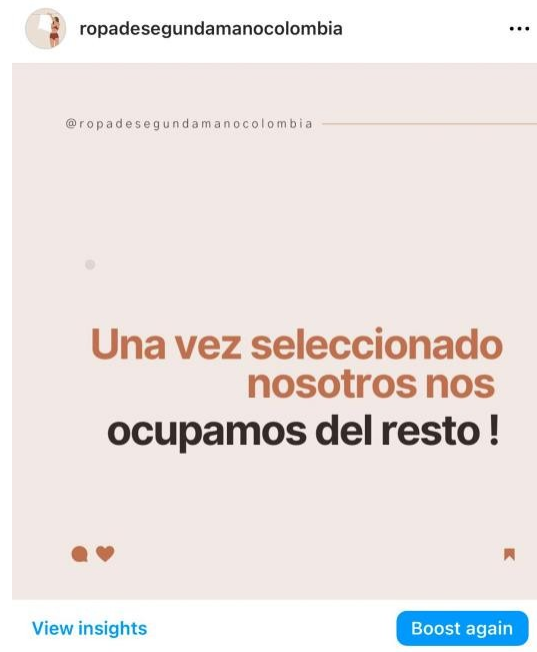 ropadesegundamanocolombia
@ropadesegundamanocolombia
Una vez seleccionado
nosotros nos
ocupamos del resto !
View insights
Boost again